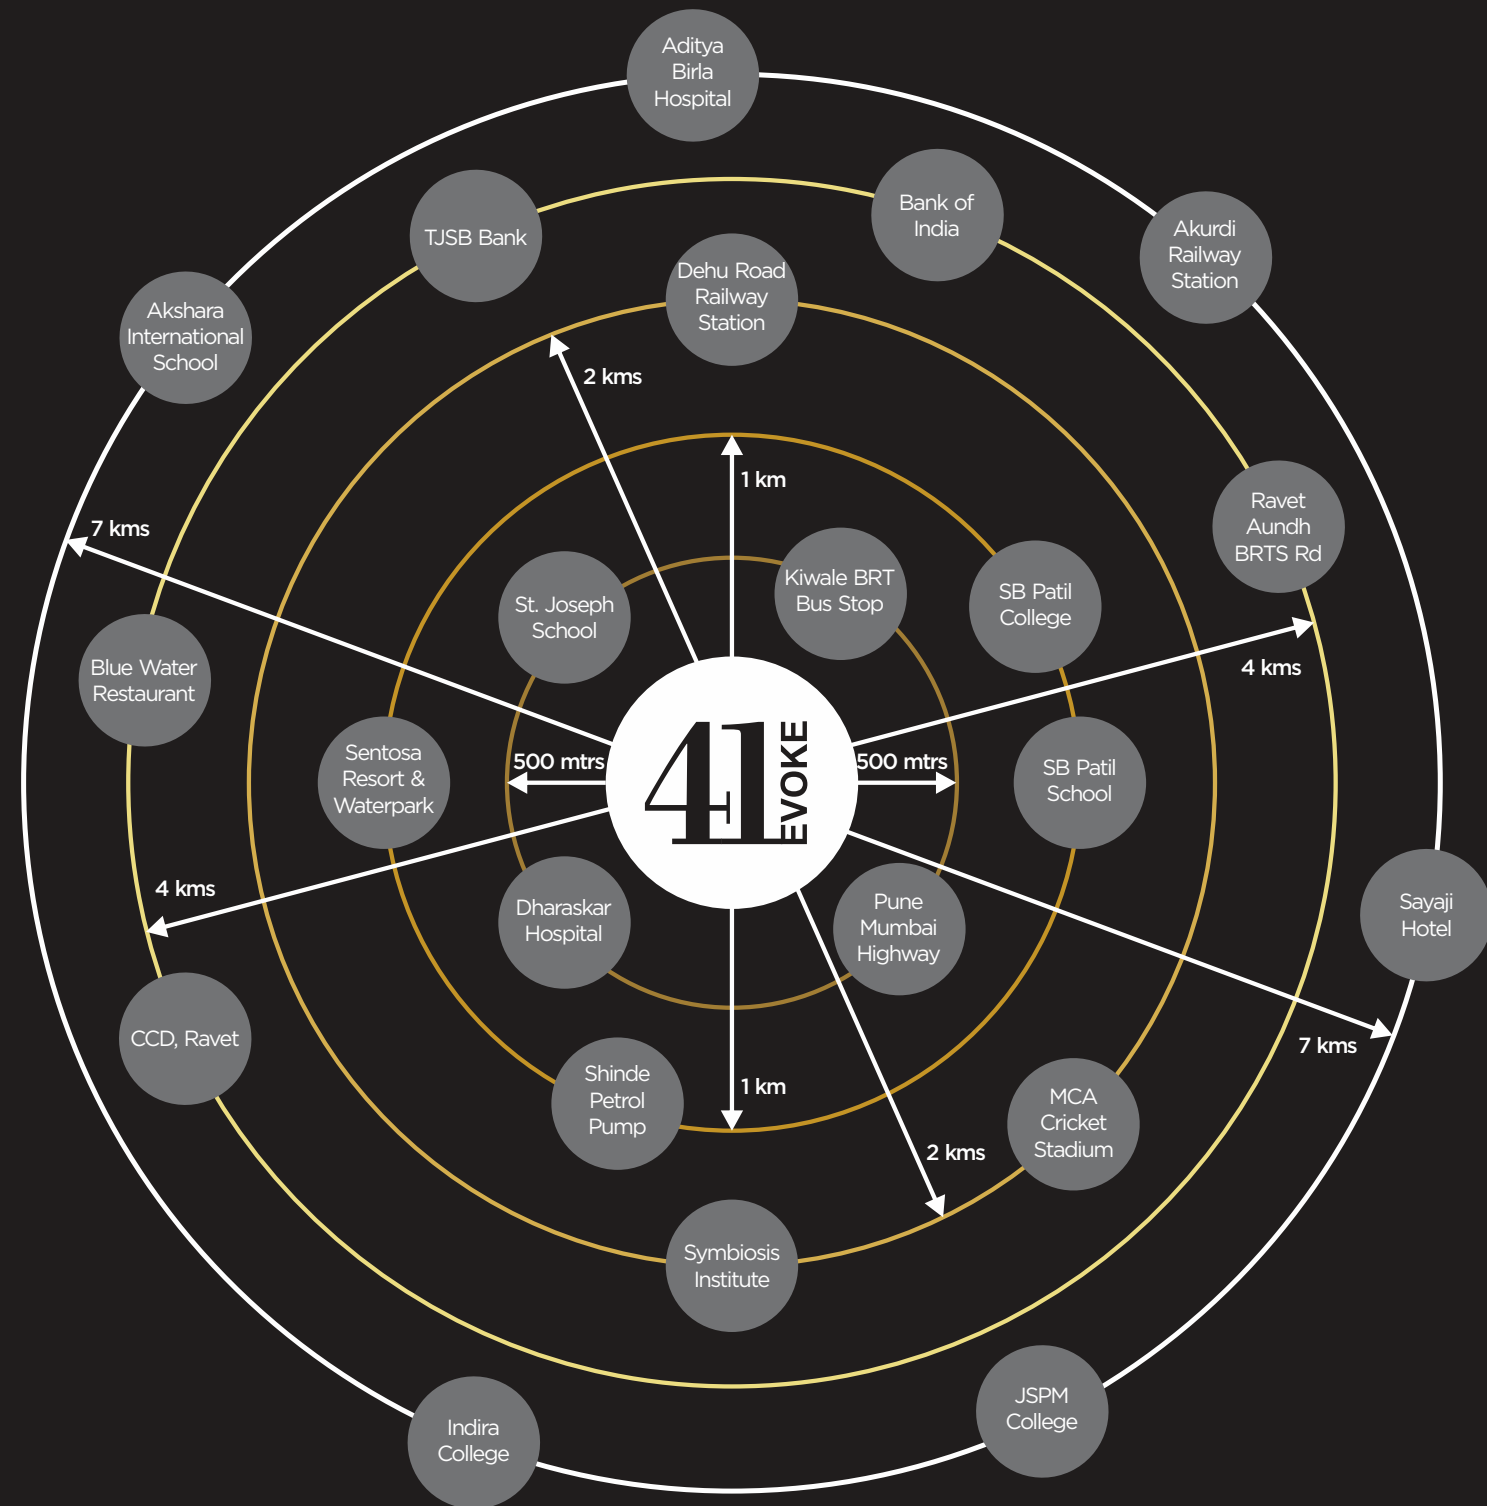 Aditya
Birla
Hospital
Bank of
India
TJSB Bank
Akurdi
Railway
Station
Dehu Road
Railway
Station
Akshara
International
School
2 kms
1 km
Ravet
Aundh
BRTS Rd
7 kms
Kiwale BRT
Bus Stop
SB Patil
College
St. Joseph
School
4 kms
Blue Water
Restaurant
Sentosa
Resort &
Waterpark
500 mtrs
41
EVOKE
500 mtrs
SB Patil
School
4 kms
Dharaskar
Hospital
Pune
Mumbai
Highway
Sayaji
Hotel
CCD, Ravet
7 kms
Shinde
Petrol
Pump
1 km
MCA
Cricket
Stadium
2 kms
Symbiosis
Institute
JSPM
College
Indira
College